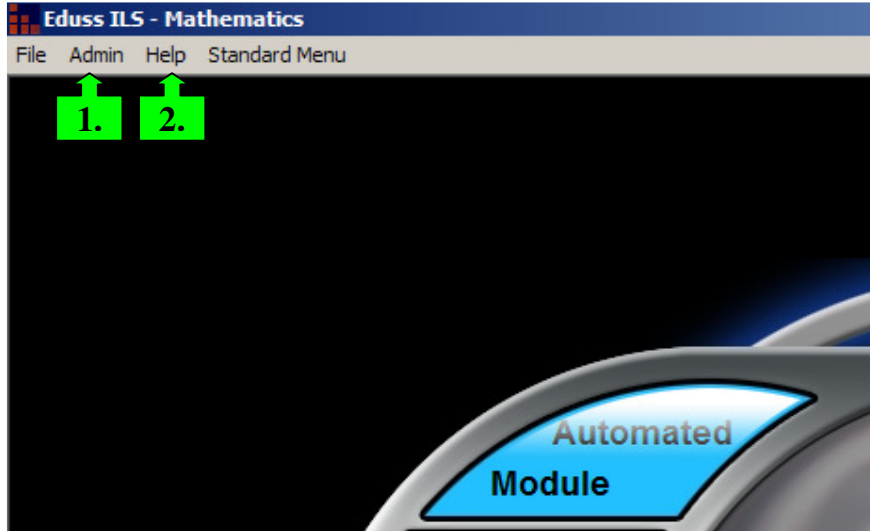 Eduss ILS - Mathematics
File Admin Help Standard Menu
1. 2.
Automated
Module